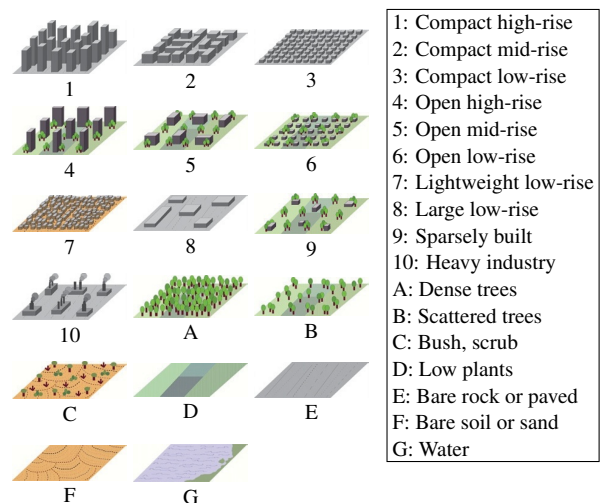 1 2 3
4 5 6
7 8 9
10 A B
C D E
F G
1: Compact high-rise
2: Compact mid-rise
3: Compact low-rise
4: Open high-rise
5: Open mid-rise
6: Open low-rise
7: Lightweight low-rise
8: Large low-rise
9: Sparsely built
10: Heavy industry
A: Dense trees
B: Scattered trees
C: Bush, scrub
D: Low plants
E: Bare rock or paved
F: Bare soil or sand
G: Water